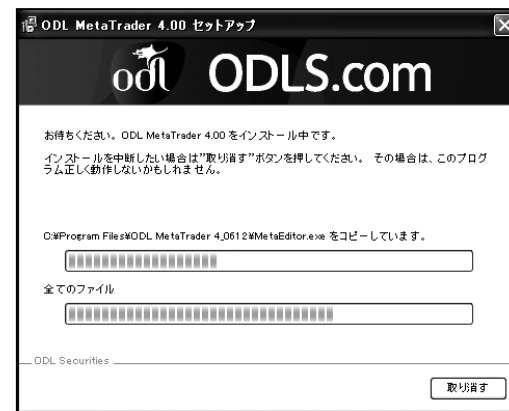 ODL MetaTrader 4.00 セットアップ
odl ODLS.com
お待ちください。ODL MetaTrader 4.00 をインストール中です。
インストールを中断したい場合は”取り消す”ボタンを押してください。 その場合は、このプログ
ラム正しく動作しないかもしれません。
C:¥Program Files¥ODL MetaTrader 4_0612¥MetaEditor.exe をコピーしています。
全てのファイル
ODL Securities
取り消す